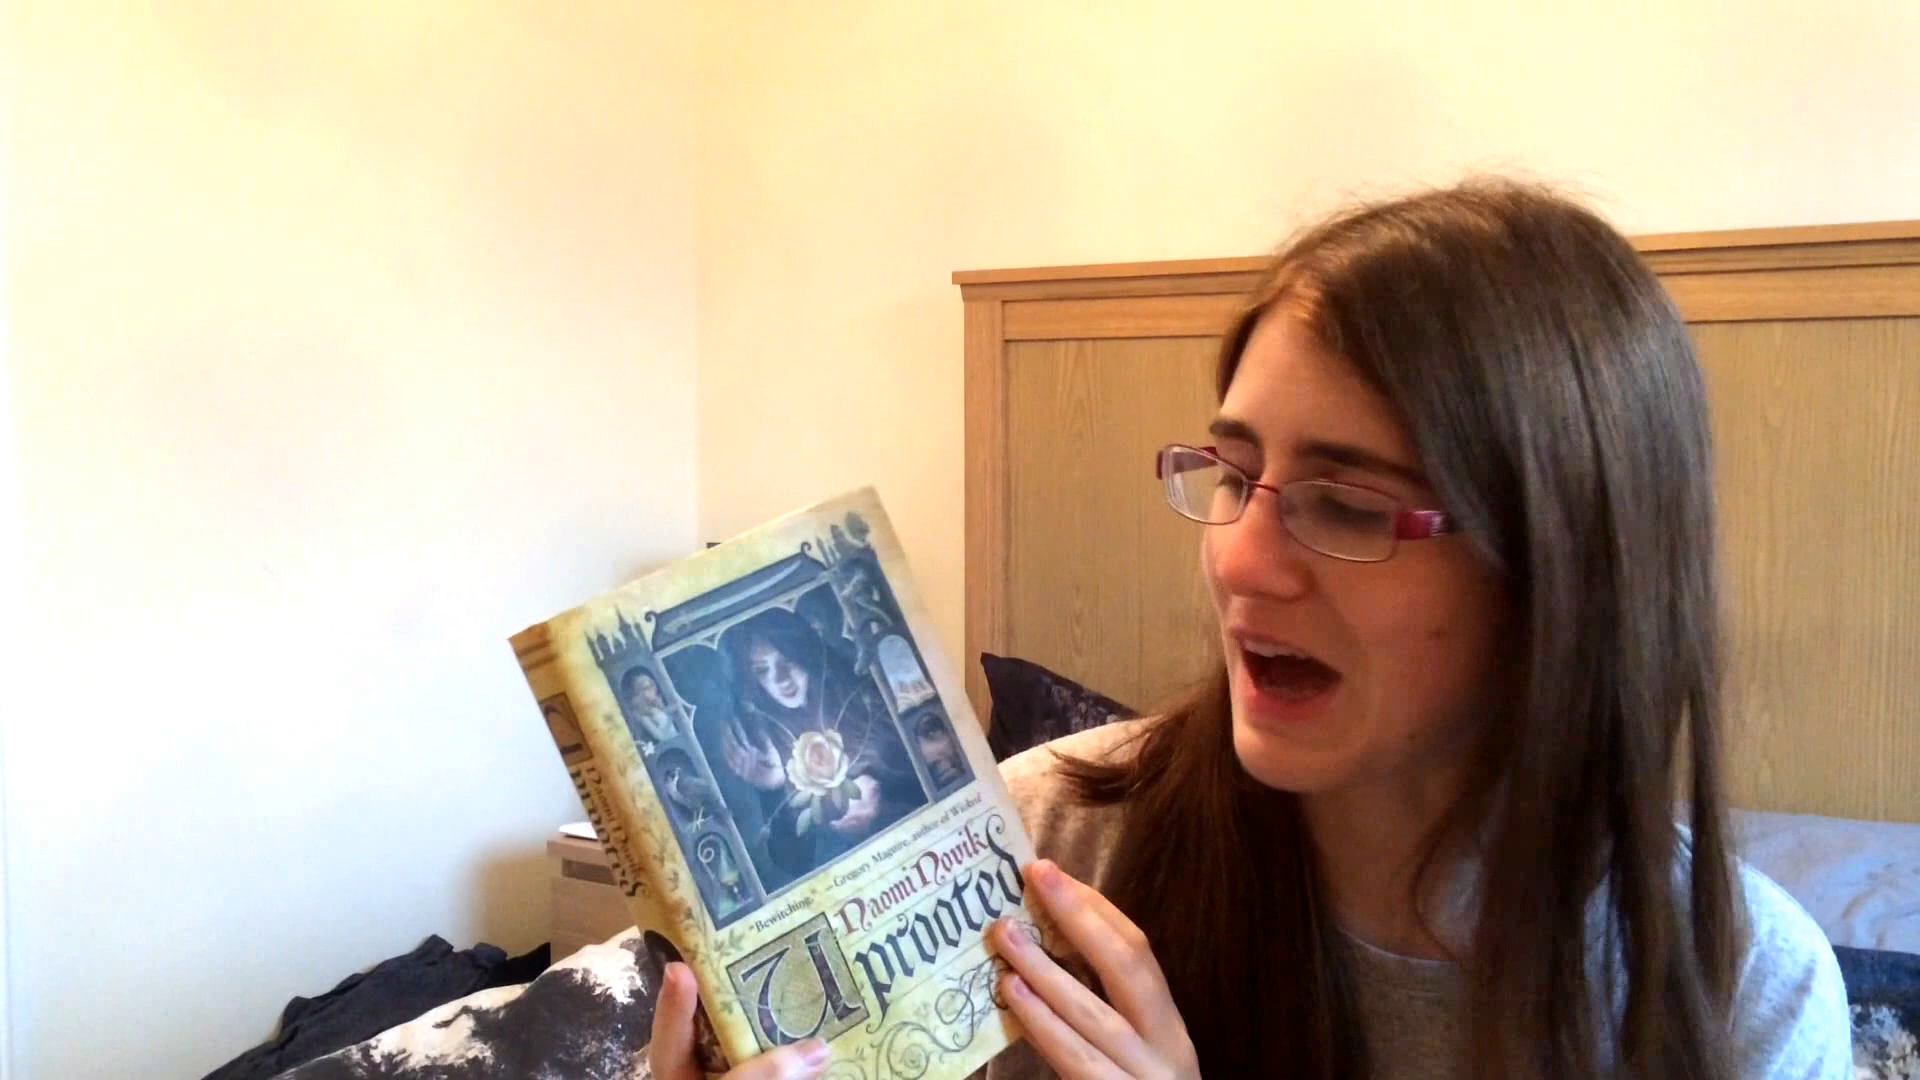 "Bewitching." —Gregory Maguire, author of Wicked
Naomi Novik
Uprooted
Naomi Novik
Uprooted